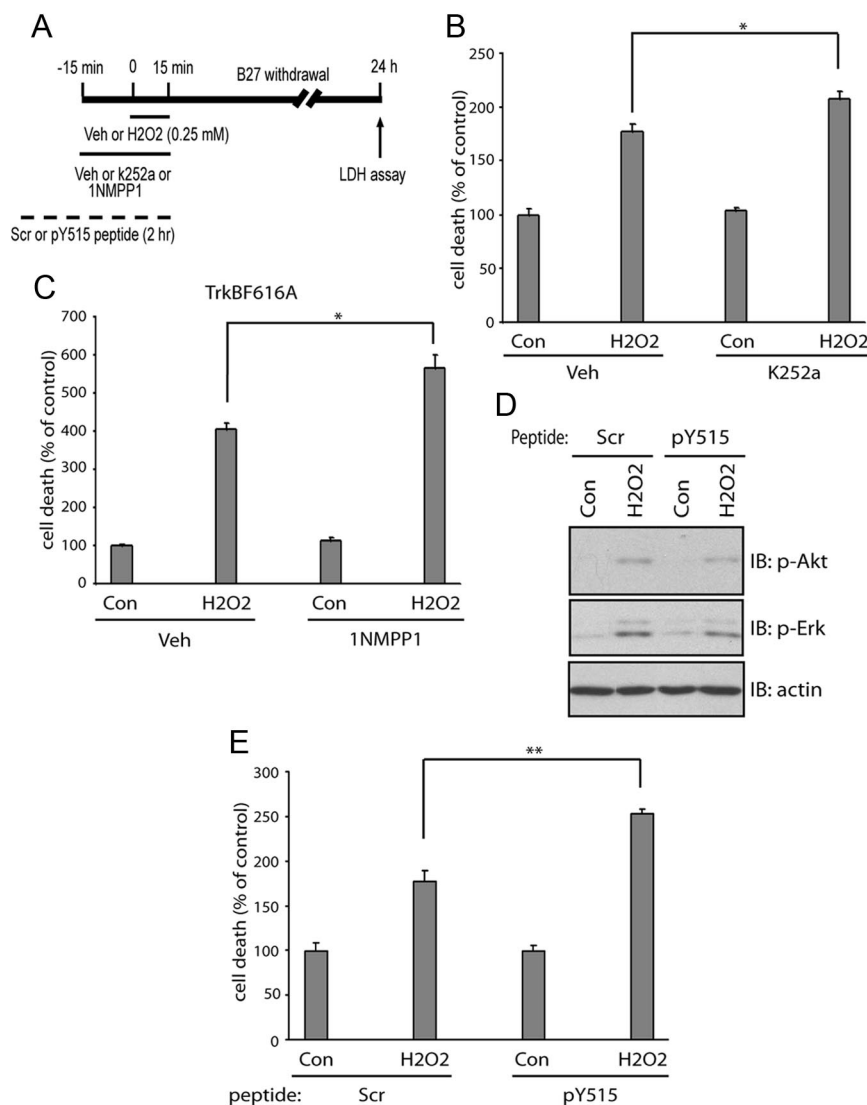 A
-15 min 0 15 min 24 h
B27 withdrawal
Veh or H2O2 (0.25 mM)
Veh or k252a or
1NMPP1
LDH assay
Scr or pY515 peptide (2 hr)
B
*
cell death (% of control)
250
200
150
100
50
0
Con H2O2 Con H2O2
Veh K252a
C
TrkBF616A
*
cell death (% of control)
700
600
500
400
300
200
100
0
Con H2O2 Con H2O2
Veh 1NMPP1
D
Peptide: Scr pY515
Con H2O2 Con H2O2
IB: p-Akt
IB: p-Erk
IB: actin
E
**
cell death (% of control)
300
250
200
150
100
50
0
Con H2O2 Con H2O2
peptide: Scr pY515